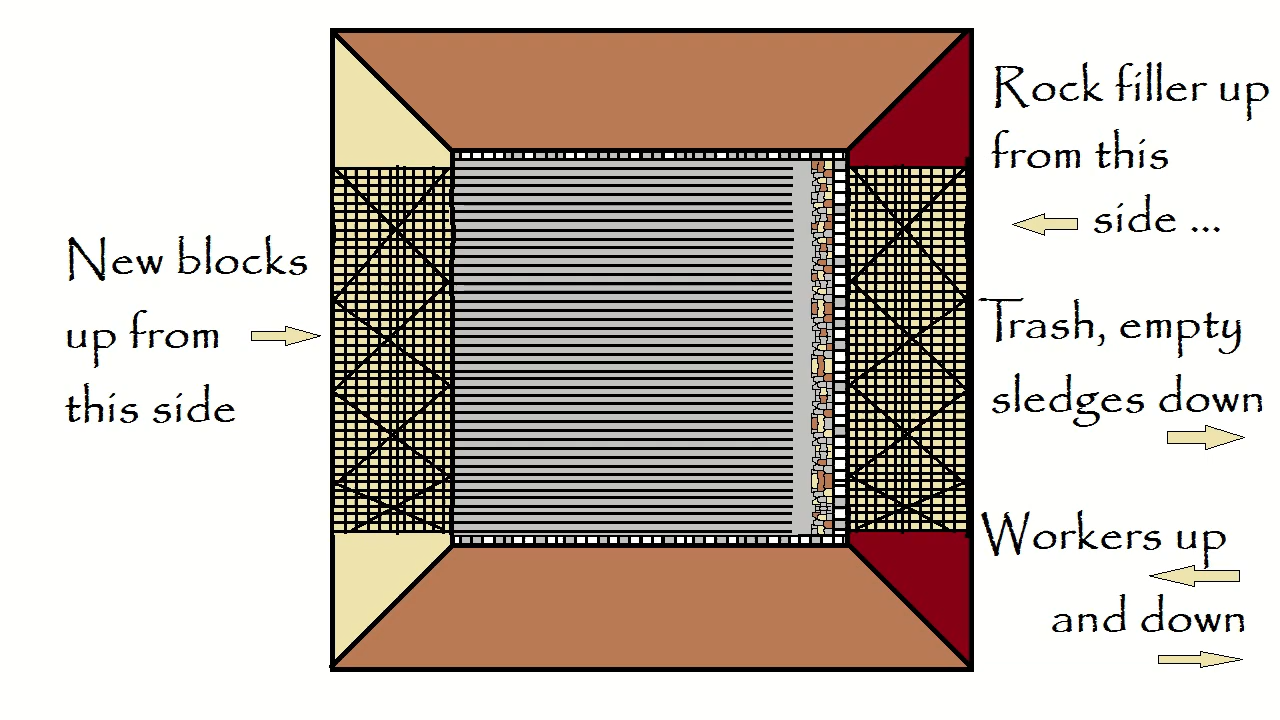 New blocks
up from
this side
Rock filler up
from this
side ...
Trash, empty
sledges down
Workers up
and down